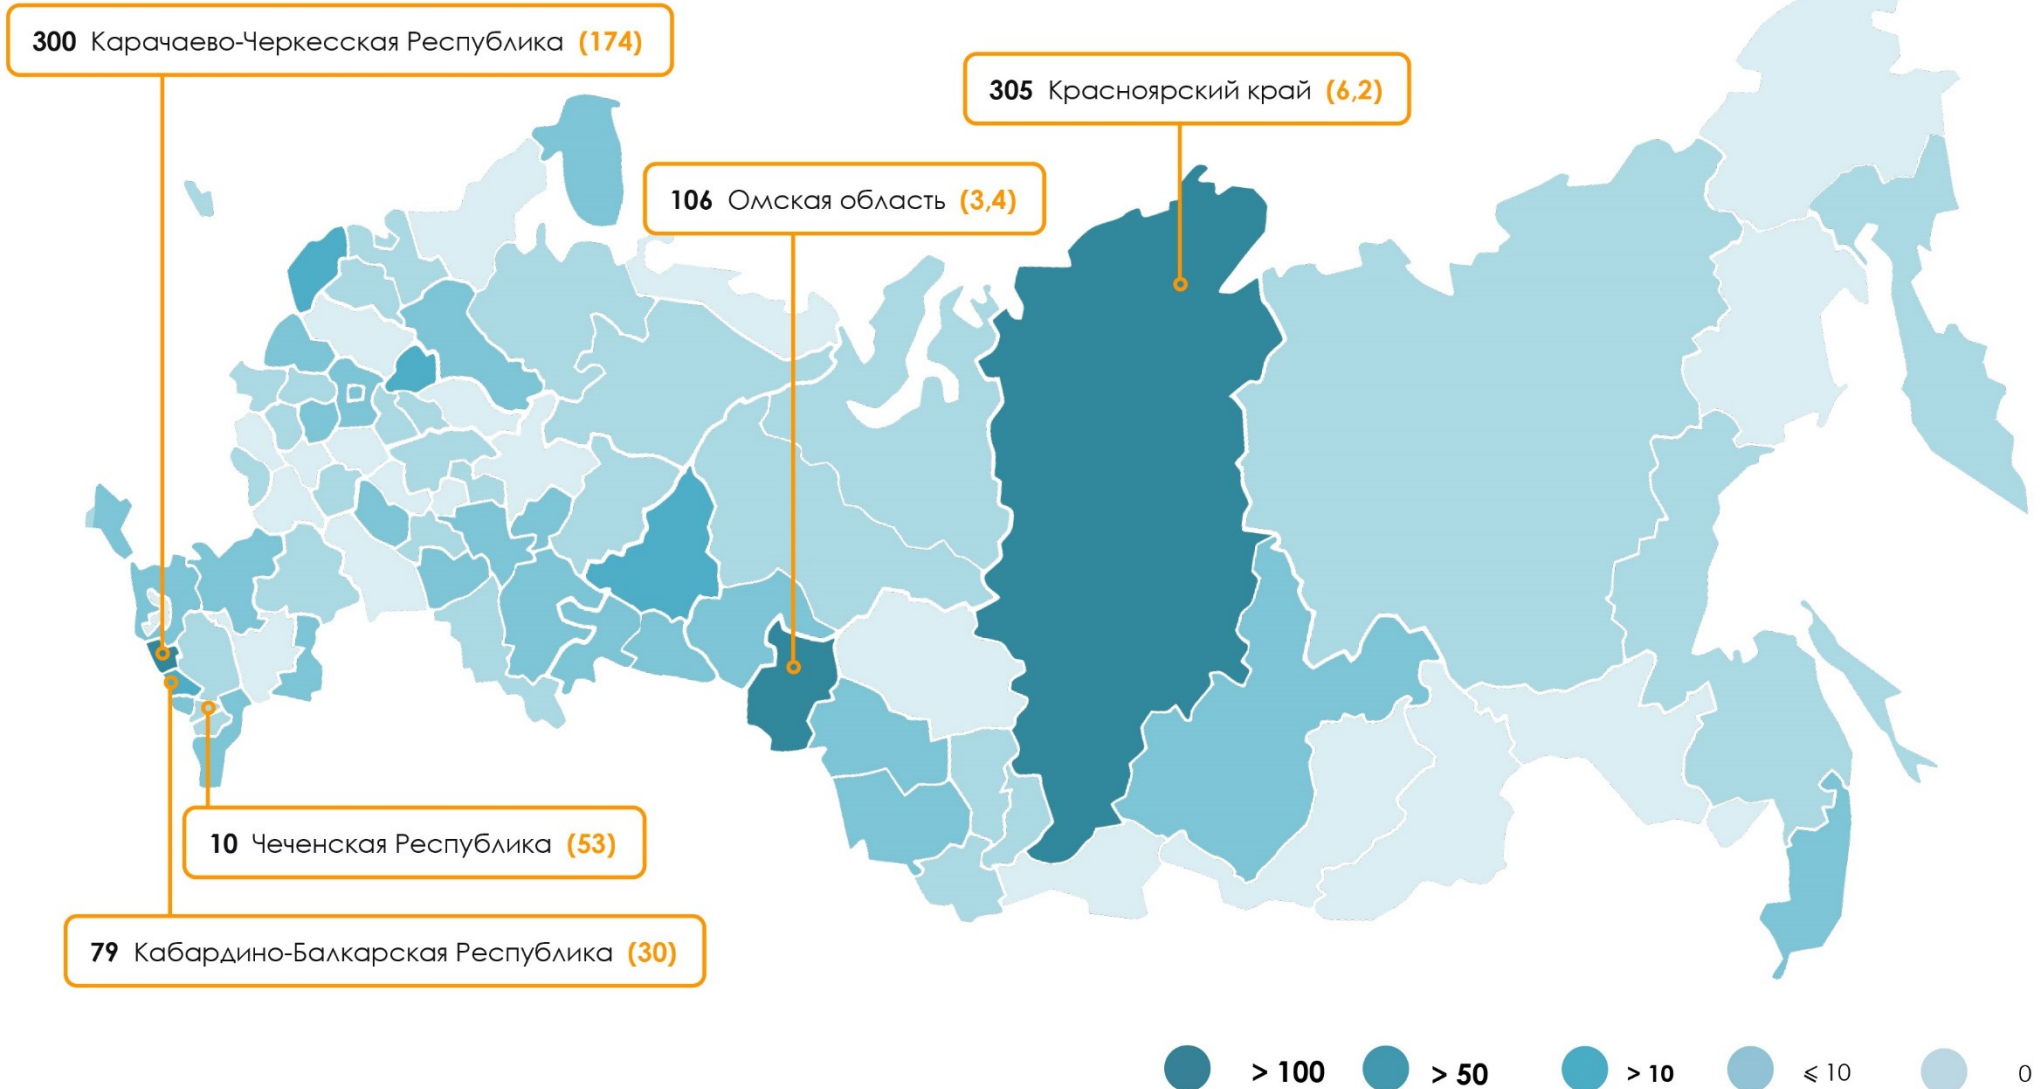 300 Карачаево-Черкесская Республика (174)
305 Красноярский край (6,2)
106 Омская область (3,4)
10 Чеченская Республика (53)
79 Кабардино-Балкарская Республика (30)
> 100 > 50 > 10 ⩽ 10 0